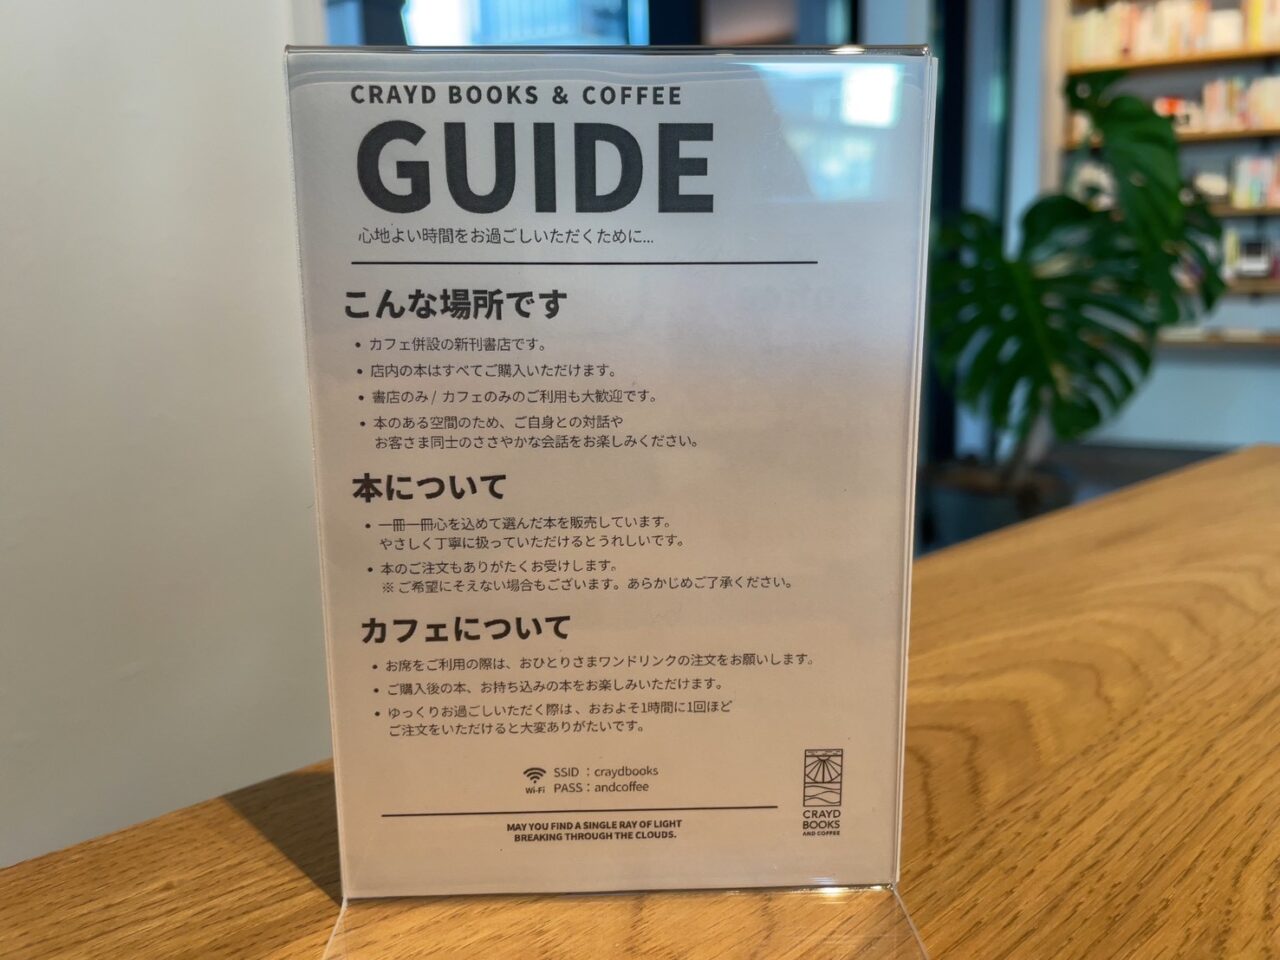 CRAYD BOOKS & COFFEE
GUIDE
心地よい時間をお過ごしいただくために...
こんな場所です
• カフェ併設の新刊書店です。
• 店内の本はすべてご購入いただけます。
• 書店のみ / カフェのみのご利用も大歓迎です。
• 本のある空間のため、ご自身との対話や
お客さま同士のささやかな会話をお楽しみください。
本について
• 一冊一冊心を込めて選んだ本を販売しています。
やさしく丁寧に扱っていただけるとうれしいです。
• 本のご注文もありがたくお受けします。
※ ご希望にそえない場合もございます。あらかじめご了承ください。
カフェについて
• お席をご利用の際は、おひとりさまワンドリンクの注文をお願いします。
• ご購入後の本、お持ち込みの本をお楽しみいただけます。
• ゆっくりお過ごしいただく際は、おおよそ1時間に1回ほど
ご注文をいただけると大変ありがたいです。
Wi-Fi
SSID : craydbooks
PASS : andcoffee
MAY YOU FIND A SINGLE RAY OF LIGHT
BREAKING THROUGH THE CLOUDS.
CRAYD
BOOKS
AND COFFEE